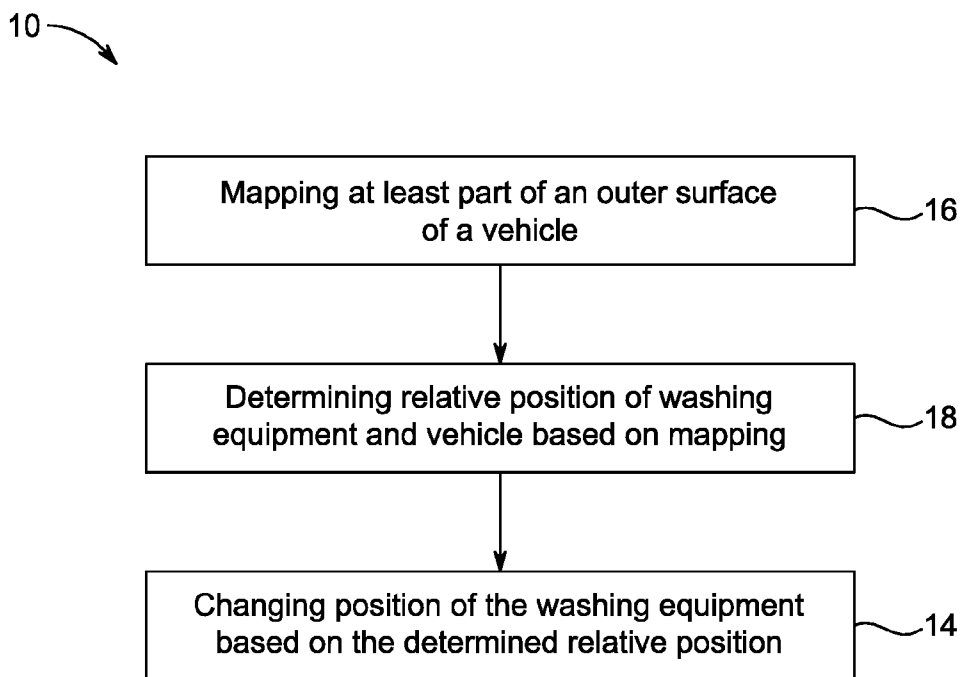 10
Mapping at least part of an outer surface
of a vehicle
16
Determining relative position of washing
equipment and vehicle based on mapping
18
Changing position of the washing equipment
based on the determined relative position
14